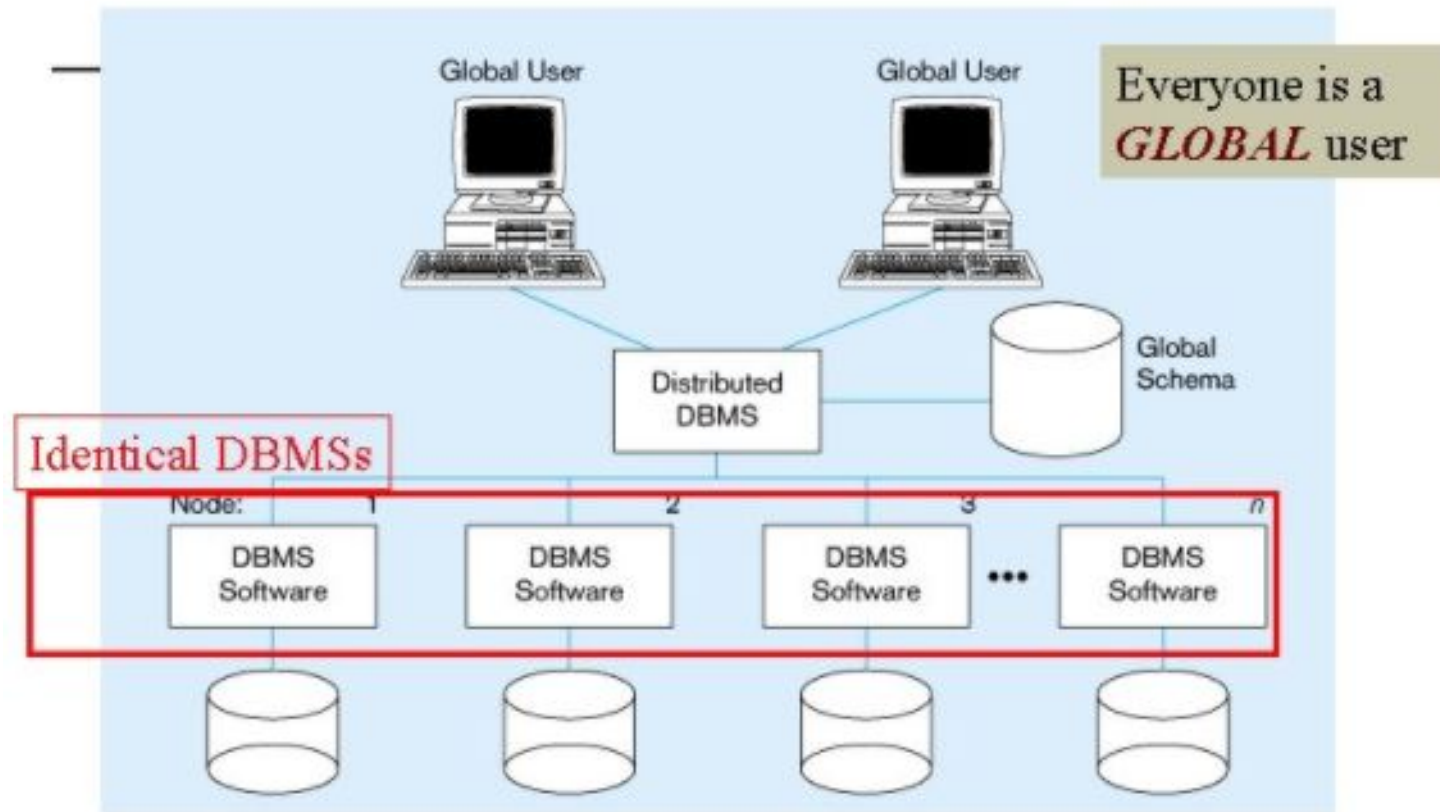 Global User
Global User
Everyone is a
GLOBAL user
Global
Schema
Distributed
DBMS
Identical DBMSs
Node: 1 2 3 n
DBMS
Software
DBMS
Software
DBMS
Software
•••
DBMS
Software